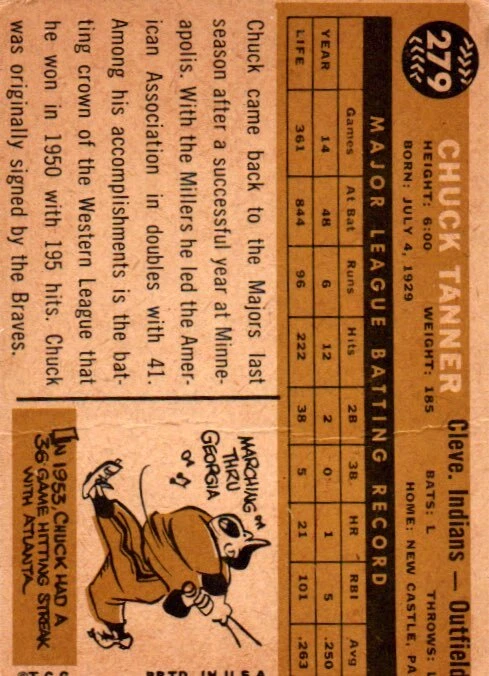 279
CHUCK TANNER
Cleve. Indians — Outfield
HEIGHT: 6:00 WEIGHT: 185 BATS: L THROWS: L
BORN: JULY 4, 1929 HOME: NEW CASTLE, PA
MAJOR LEAGUE BATTING RECORD
Games At Bat Runs Hits 2B 3B HR RBI Avg
YEAR 14 48 6 12 2 0 1 5 .250
LIFE 361 844 96 222 38 5 21 101 .263
Chuck came back to the Majors last
season after a successful year at Minne-
apolis. With the Millers he led the Amer-
ican Association in doubles with 41.
Among his accomplishments is the bat-
ting crown of the Western League that
he won in 1950 with 195 hits. Chuck
was originally signed by the Braves.
MARCHING
THRU
GEORGIA
IN 1953, CHUCK HAD A
36 GAME HITTING STREAK
WITH ATLANTA
©T.C.G.
PRTD. IN U.S.A.